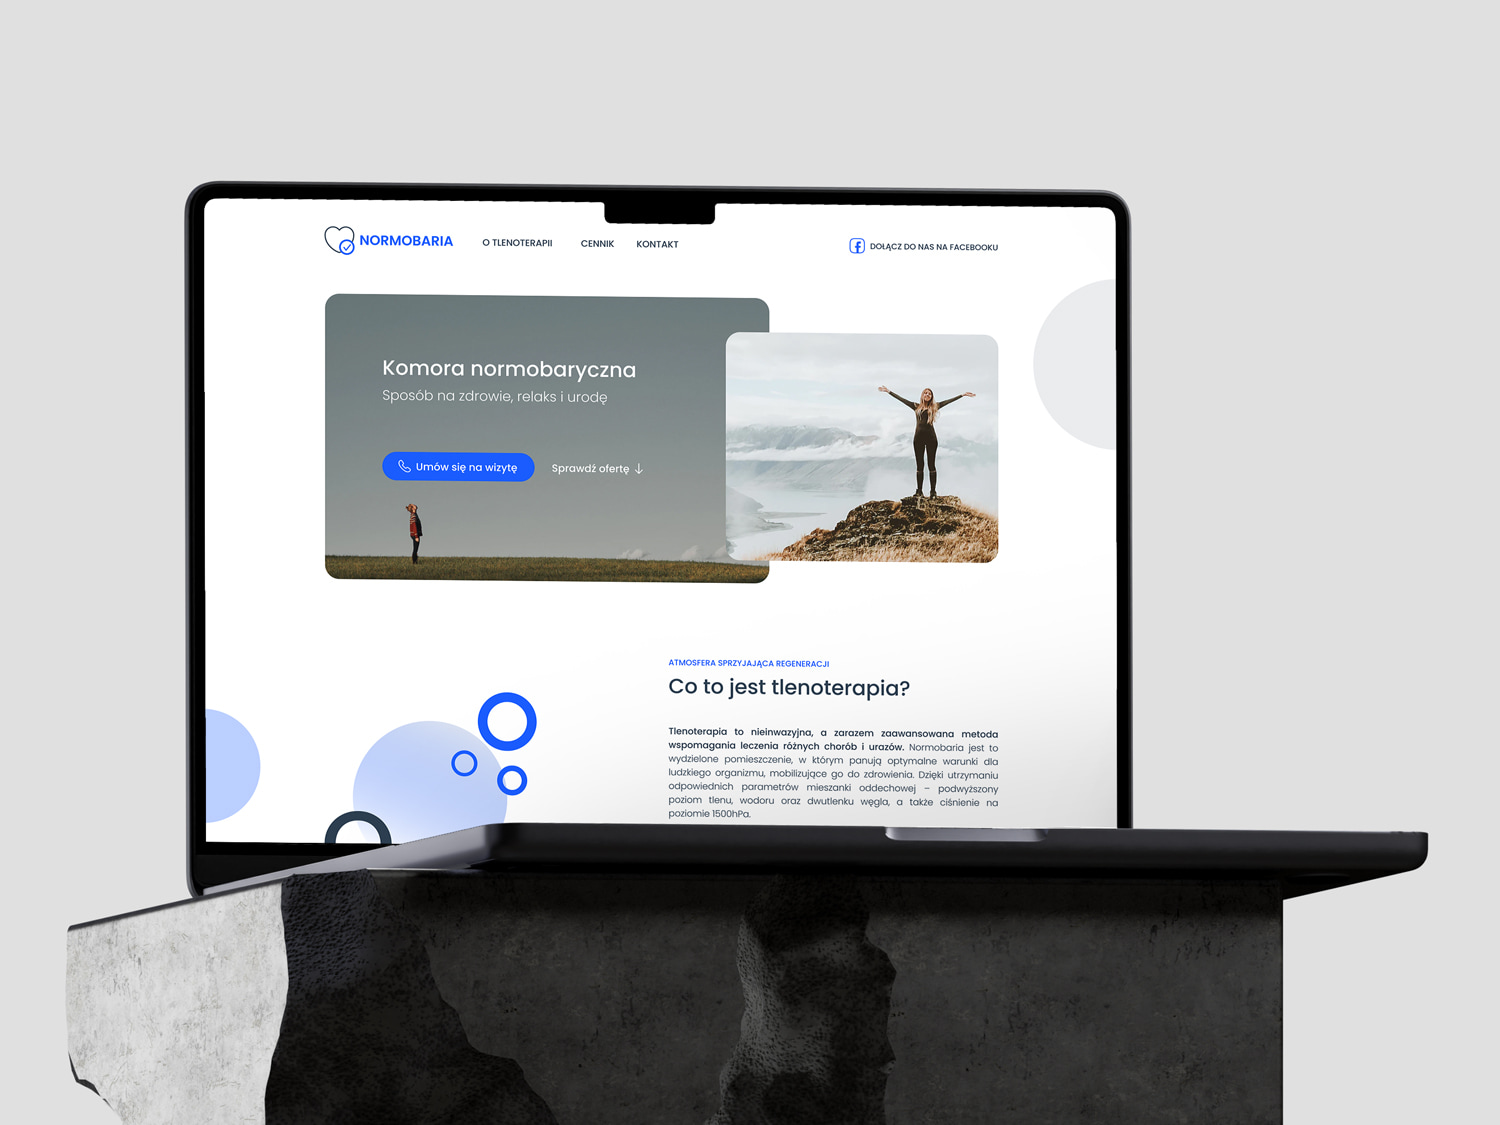 NORMOBARIA
O TLENOTERAPII
CENNIK
KONTAKT
DOŁĄCZ DO NAS NA FACEBOOKU
Komora normobaryczna
Sposób na zdrowie, relaks i urodę
Umów się na wizytę
Sprawdź ofertę ↓
ATMOSFERA SPRZYJAJĄCA REGENERACJI
Co to jest tlenoterapia?
Tlenoterapia to nieinwazyjna, a zarazem zaawansowana metoda
wspomagania leczenia różnych chorób i urazów. Normobaria jest to
wydzielone pomieszczenie, w którym panują optymalne warunki dla
ludzkiego organizmu, mobilizujące go do zdrowienia. Dzięki utrzymaniu
odpowiednich parametrów mieszanki oddechowej – podwyższony
poziom tlenu, wodoru oraz dwutlenku węgla, a także ciśnienie na
poziomie 1500hPa.